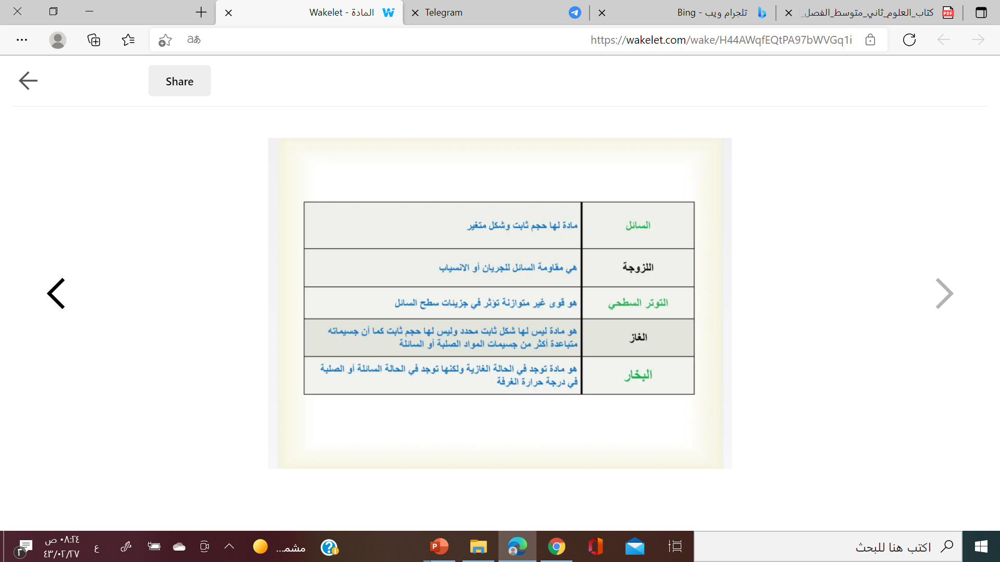 كتاب_العلوم_ثاني_متوسط_الفصل_
تلجرام ويب - Bing
Telegram
المادة - Wakelet
https://wakelet.com/wake/H44AWqfEQtPA97bWVGq1i
aあ
Share
السائل
مادة لها حجم ثابت وشكل متغير
اللزوجة
هي مقاومة السائل للجريان أو الانسياب
التوتر السطحي
هو قوى غير متوازنة تؤثر في جزيئات سطح السائل
الغاز
هو مادة ليس لها شكل ثابت محدد وليس لها حجم ثابت كما أن جسيماته
متباعدة أكثر من جسيمات المواد الصلبة أو السائلة
البخار
هو مادة توجد في الحالة الغازية ولكنها توجد في الحالة السائلة أو الصلبة
في درجة حرارة الغرفة
اكتب هنا للبحث
مشم...
ع
٠٨:٢٤ ص
٤٣/٠٢/٢٧
٣